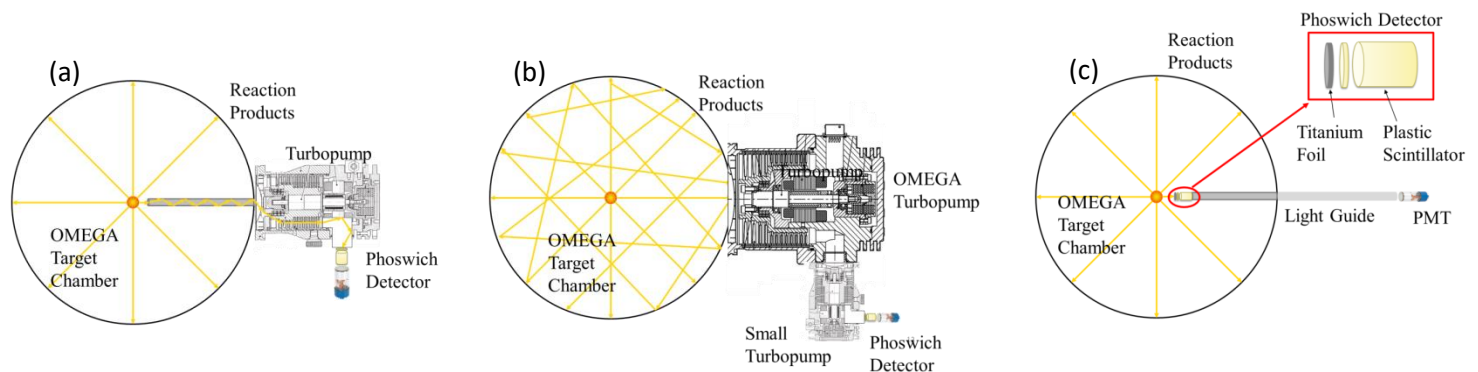 (a)
Reaction
Products
Turbopump
OMEGA
Target
Chamber
Phoswich
Detector
(b)
Reaction
Products
Turbopump
OMEGA
Turbopump
OMEGA
Target
Chamber
Small
Turbopump
Phoswich
Detector
(c)
Phoswich Detector
Reaction
Products
Titanium
Foil
Plastic
Scintillator
OMEGA
Target
Chamber
Light Guide
PMT